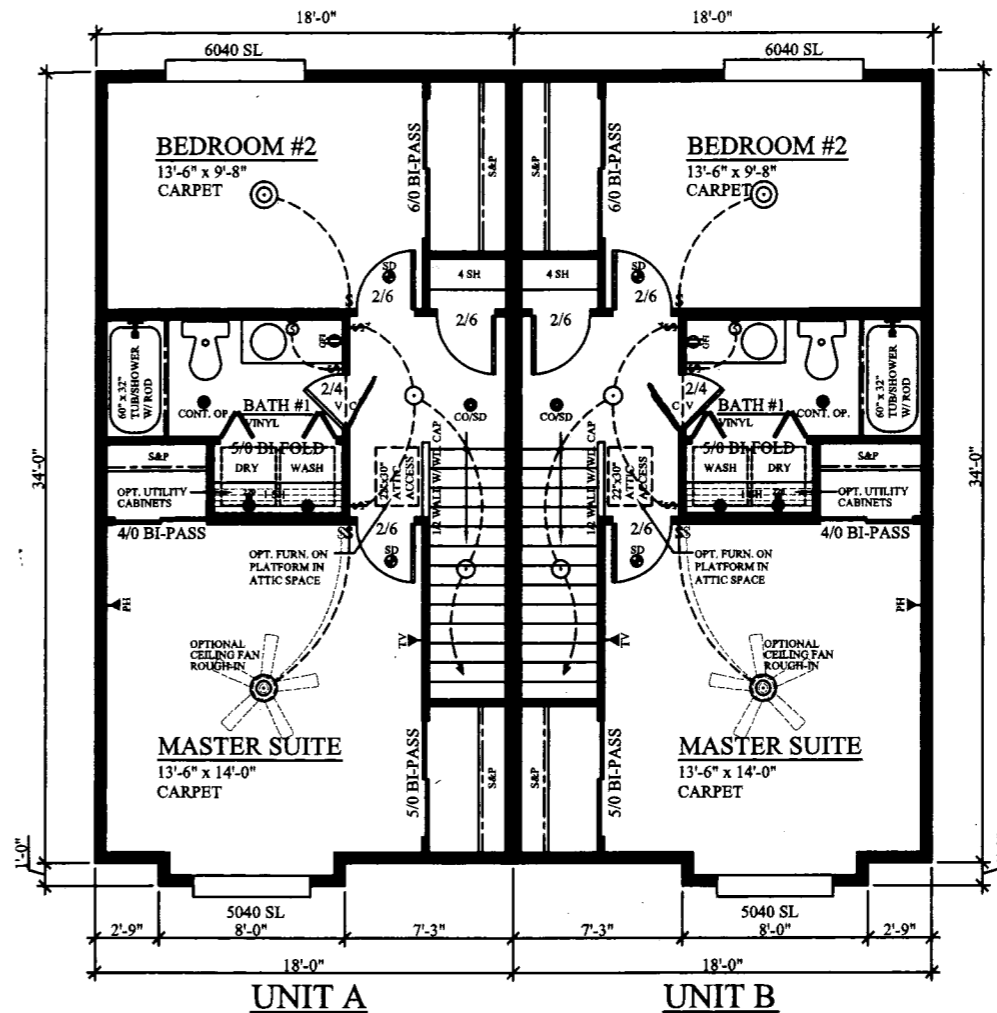 18'-0"
18'-0"
6040 SL
6040 SL
BEDROOM #2
13'-6" x 9'-8"
CARPET
6/0 BI-PASS
S&P
S&P
6/0 BI-PASS
BEDROOM #2
13'-6" x 9'-8"
CARPET
SD
2/6
4 SH
2/6
4 SH
2/6
SD
2/6
60" x 32"
TUB/SHOWER
W/ ROD
CONT. OP.
GFI
BATH #1
VINYL
2/4
V
C
CO/SD
CO/SD
C
V
2/4
GFI
BATH #1
VINYL
CONT. OP.
60" x 32"
TUB/SHOWER
W/ ROD
34'-0"
34'-0"
S&P
5/0 BI-FOLD
DRY
WASH
1 SH
OPT. UTILITY
CABINETS
4/0 BI-PASS
22"x30"
ATTIC
ACCESS
1/2 WALL W/WD. CAP
1/2 WALL W/WD. CAP
22"x30"
ATTIC
ACCESS
5/0 BI-FOLD
WASH
DRY
1 SH
S&P
OPT. UTILITY
CABINETS
4/0 BI-PASS
2/6
SD
2/6
SD
OPT. FURN. ON
PLATFORM IN
ATTIC SPACE
OPT. FURN. ON
PLATFORM IN
ATTIC SPACE
PH
TV
TV
PH
OPTIONAL
CEILING FAN
ROUGH-IN
OPTIONAL
CEILING FAN
ROUGH-IN
MASTER SUITE
13'-6" x 14'-0"
CARPET
5/0 BI-PASS
S&P
S&P
5/0 BI-PASS
MASTER SUITE
13'-6" x 14'-0"
CARPET
1'-0"
5040 SL
5040 SL
2'-9"
8'-0"
7'-3"
7'-3"
8'-0"
2'-9"
18'-0"
18'-0"
UNIT A
UNIT B